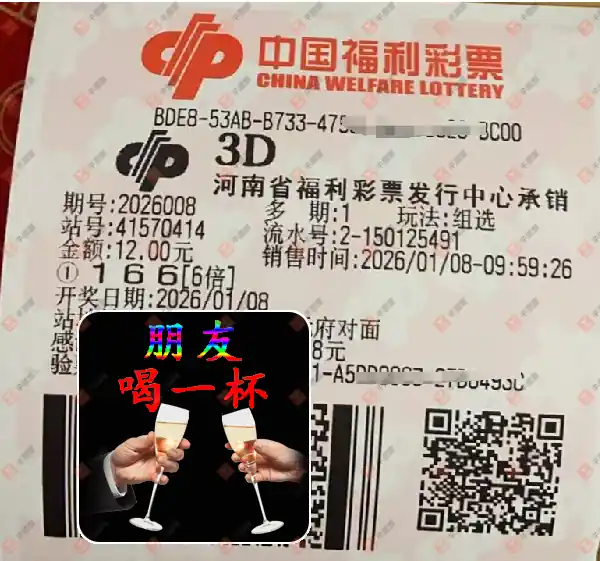 中国福利彩票
CHINA WELFARE LOTTERY
BDE8-53AB-B733-475
BC00
3D
河南省福利彩票发行中心承销
期号:2026008 多 期:1 玩法:组选
站号:41570414 流水号:2-150125491
金额:12.00元 销售时间:2026/01/08-09:59:26
① 1 6 6[6倍]
开奖日期:2026/01/08
站 府对面
感 8元
验
朋友
喝一杯